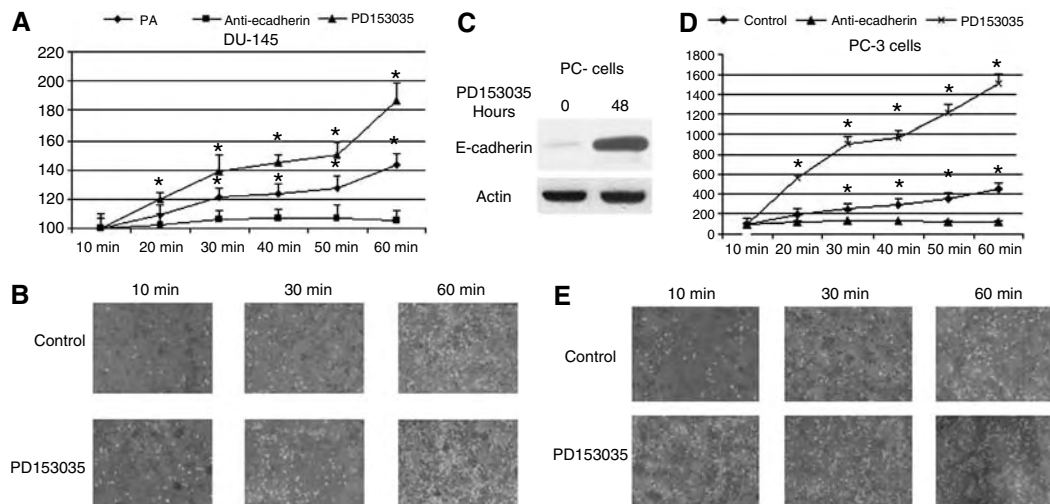 A
PA
Anti-ecadherin
PD153035
DU-145
220
200
180
160
140
120
100
*
*
*
*
*
*
*
*
10 min
20 min
30 min
40 min
50 min
60 min
B
10 min
30 min
60 min
Control
PD153035
C
PC- cells
PD153035
Hours
0
48
E-cadherin
Actin
D
Control
Anti-ecadherin
PD153035
PC-3 cells
1800
1600
1400
1200
1000
800
600
400
200
0
*
*
*
*
*
*
*
*
*
10 min
20 min
30 min
40 min
50 min
60 min
E
10 min
30 min
60 min
Control
PD153035